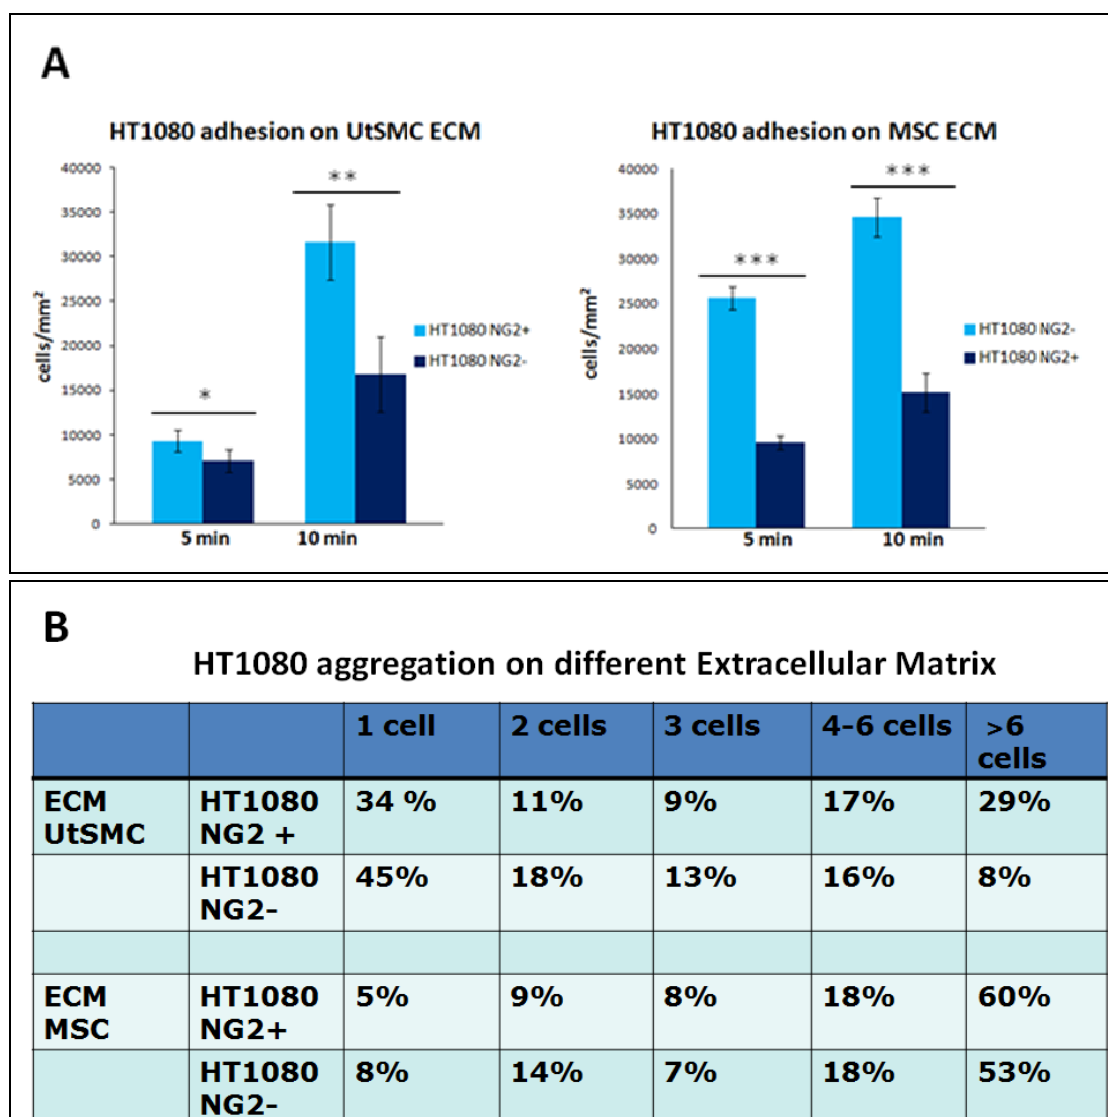 A
HT1080 adhesion on UtSMC ECM
40000
35000
30000
25000
20000
15000
10000
5000
0
cells/mm²
*
**
5 min
10 min
HT1080 NG2+
HT1080 NG2-
HT1080 adhesion on MSC ECM
40000
35000
30000
25000
20000
15000
10000
5000
0
cells/mm²
***
***
5 min
10 min
HT1080 NG2-
HT1080 NG2+
B
HT1080 aggregation on different Extracellular Matrix
1 cell 2 cells 3 cells 4-6 cells >6
cells
ECM HT1080 34 % 11% 9% 17% 29%
UtSMC NG2 +
HT1080 45% 18% 13% 16% 8%
NG2-
ECM HT1080 5% 9% 8% 18% 60%
MSC NG2+
HT1080 8% 14% 7% 18% 53%
NG2-